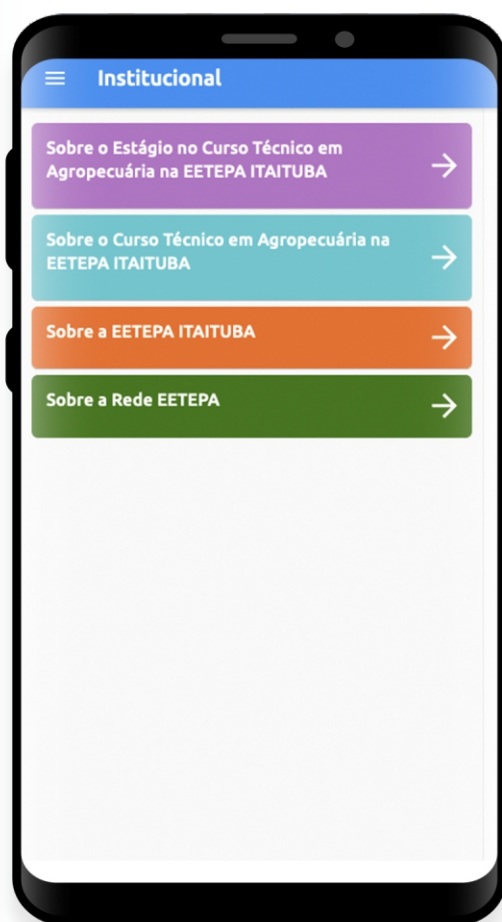 Institucional
Sobre o Estágio no Curso Técnico em
Agropecuária na EETEPA ITAITUBA
Sobre o Curso Técnico em Agropecuária na
EETEPA ITAITUBA
Sobre a EETEPA ITAITUBA
Sobre a Rede EETEPA